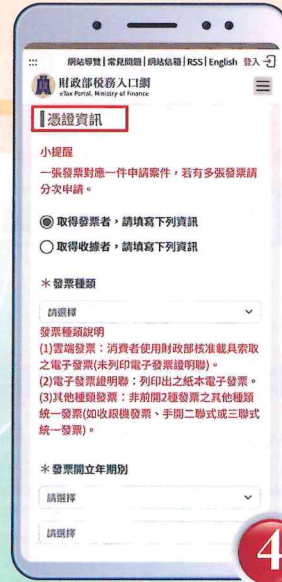 網站導覽|常見問題|網站信箱|RSS|English 登入
財政部稅務入口網
eTax Portal, Ministry of Finance
憑證資訊
小提醒
一張發票對應一件申請案件，若有多張發票請
分次申請。
取得發票者，請填寫下列資訊
取得收據者，請填寫下列資訊
＊發票種類
請選擇
發票種類說明
(1)雲端發票：消費者使用財政部核准載具索取
之電子發票(未列印電子發票證明聯)。
(2)電子發票證明聯：列印出之紙本電子發票。
(3)其他種類發票：非前開2種發票之其他種類
統一發票(如收銀機發票、手開二聯式或三聯式
統一發票)。
＊發票開立年期別
請選擇
請選擇
4